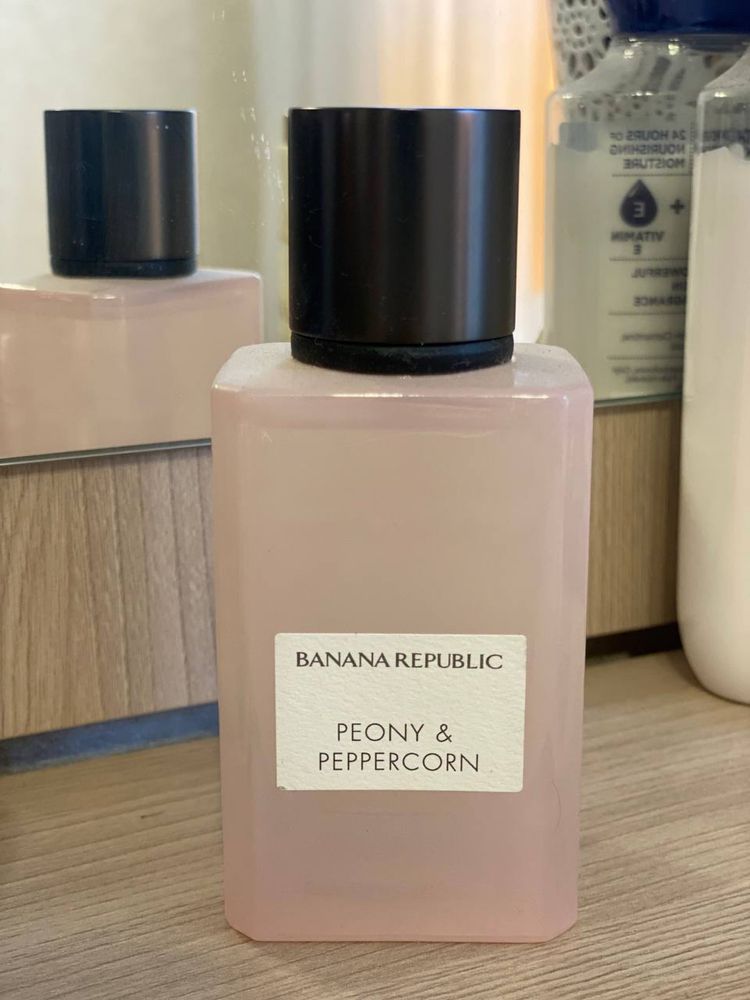 BANANA REPUBLIC
PEONY &
PEPPERCORN
24 HOURS OF
NOURISHING
MOISTURE
E
+
VITAMIN
E